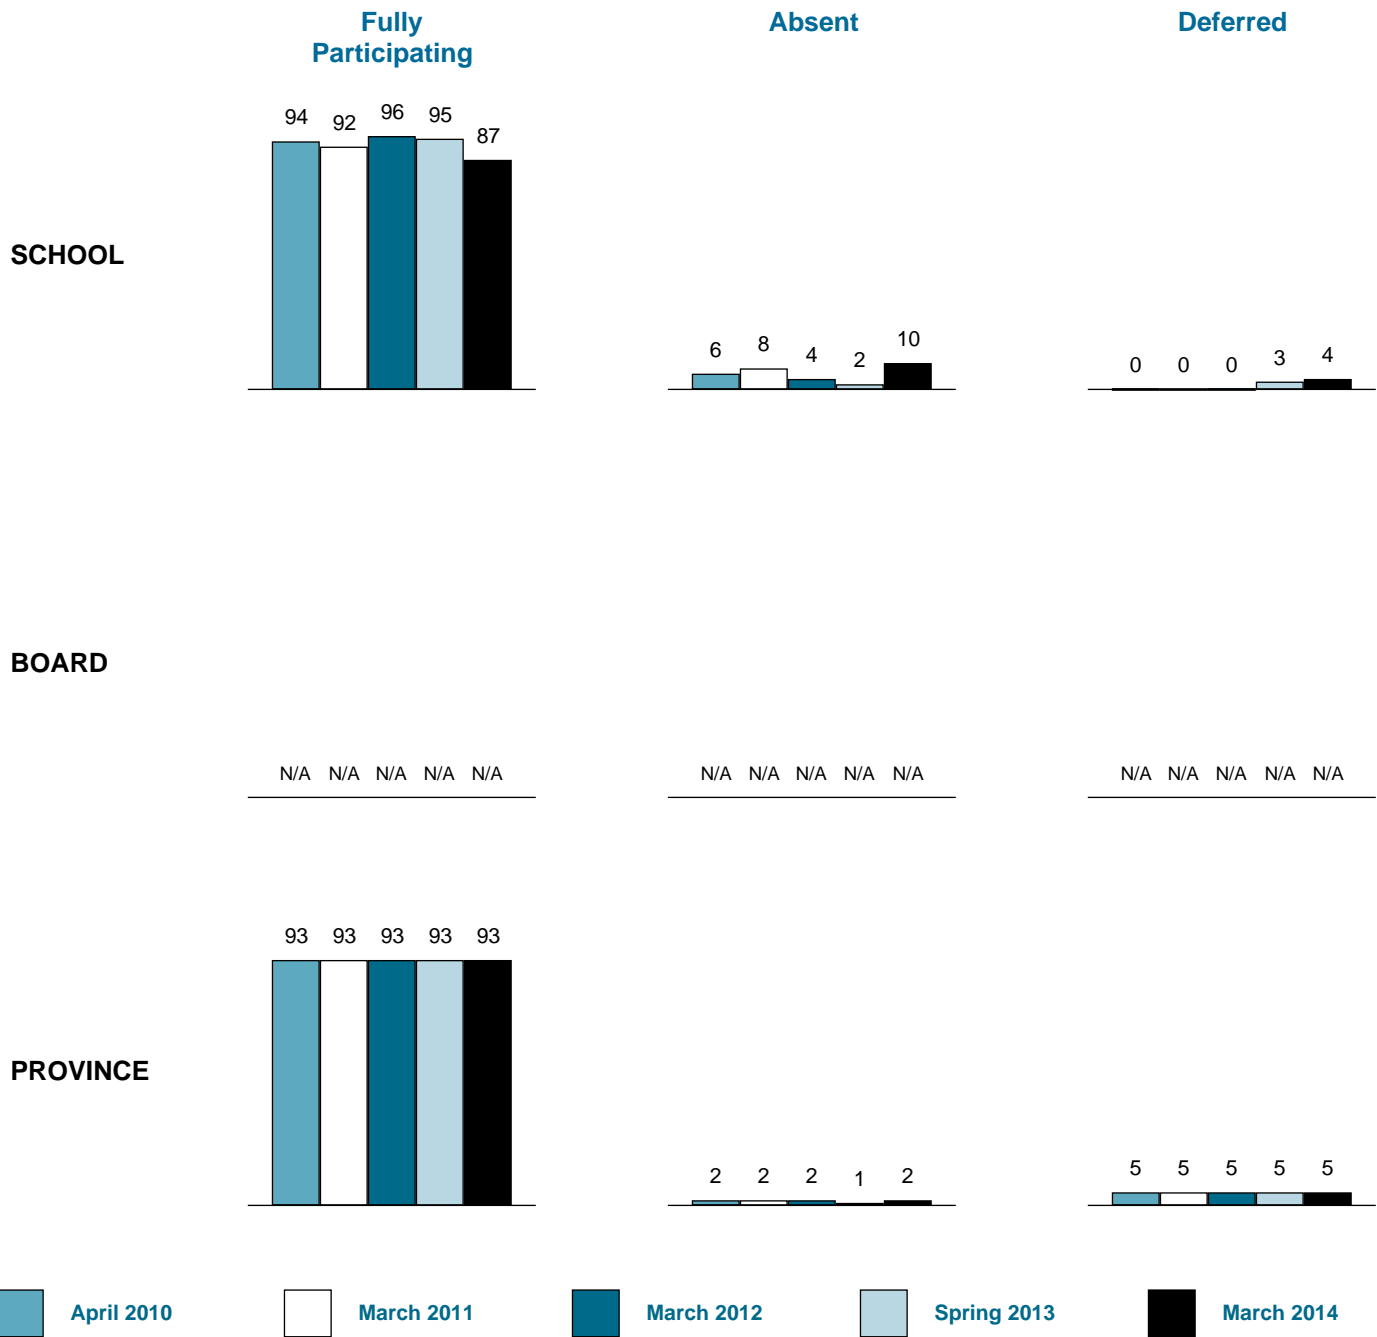 Fully
Participating
Absent
Deferred
94 92 96 95 87
SCHOOL
6 8 4 2 10
0 0 0 3 4
BOARD
N/A N/A N/A N/A N/A
N/A N/A N/A N/A N/A
N/A N/A N/A N/A N/A
93 93 93 93 93
PROVINCE
2 2 2 1 2
5 5 5 5 5
April 2010
March 2011
March 2012
Spring 2013
March 2014